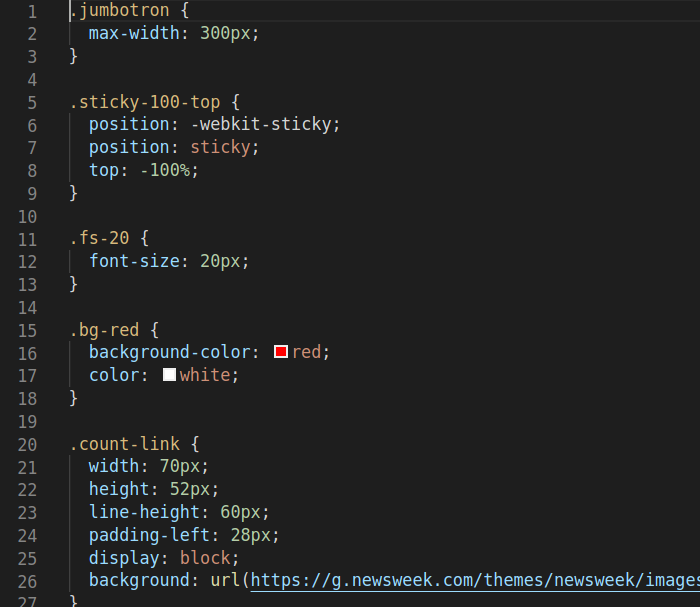 1 .jumbotron {
2 max-width: 300px;
3 }
4
5 .sticky-100-top {
6 position: -webkit-sticky;
7 position: sticky;
8 top: -100%;
9 }
10
11 .fs-20 {
12 font-size: 20px;
13 }
14
15 .bg-red {
16 background-color: red;
17 color: white;
18 }
19
20 .count-link {
21 width: 70px;
22 height: 52px;
23 line-height: 60px;
24 padding-left: 28px;
25 display: block;
26 background: url(https://g.newsweek.com/themes/newsweek/images
27 }